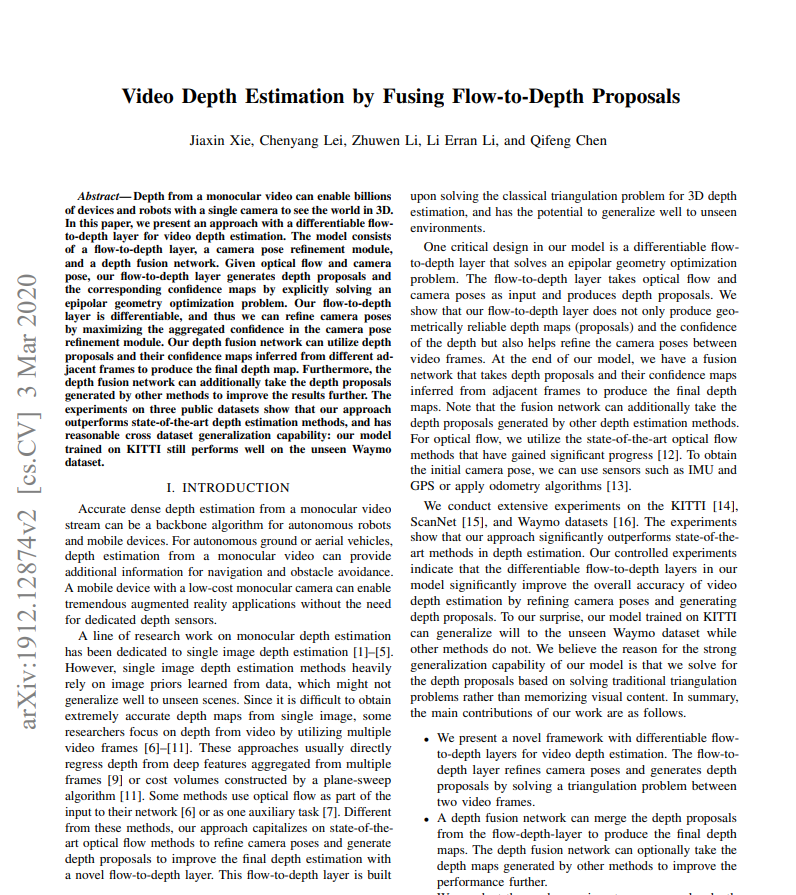 Video Depth Estimation by Fusing Flow-to-Depth Proposals
Jiaxin Xie, Chenyang Lei, Zhuwen Li, Li Erran Li, and Qifeng Chen
arXiv:1912.12874v2 [cs.CV] 3 Mar 2020
Abstract—Depth from a monocular video can enable billions
of devices and robots with a single camera to see the world in 3D.
In this paper, we present an approach with a differentiable flow-
to-depth layer for video depth estimation. The model consists
of a flow-to-depth layer, a camera pose refinement module,
and a depth fusion network. Given optical flow and camera
pose, our flow-to-depth layer generates depth proposals and
the corresponding confidence maps by explicitly solving an
epipolar geometry optimization problem. Our flow-to-depth
layer is differentiable, and thus we can refine camera poses
by maximizing the aggregated confidence in the camera pose
refinement module. Our depth fusion network can utilize depth
proposals and their confidence maps inferred from different ad-
jacent frames to produce the final depth map. Furthermore, the
depth fusion network can additionally take the depth proposals
generated by other methods to improve the results further. The
experiments on three public datasets show that our approach
outperforms state-of-the-art depth estimation methods, and has
reasonable cross dataset generalization capability: our model
trained on KITTI still performs well on the unseen Waymo
dataset.
I. INTRODUCTION
Accurate dense depth estimation from a monocular video
stream can be a backbone algorithm for autonomous robots
and mobile devices. For autonomous ground or aerial vehicles,
depth estimation from a monocular video can provide
additional information for navigation and obstacle avoidance.
A mobile device with a low-cost monocular camera can enable
tremendous augmented reality applications without the need
for dedicated depth sensors.
A line of research work on monocular depth estimation
has been dedicated to single image depth estimation [1]–[5].
However, single image depth estimation methods heavily
rely on image priors learned from data, which might not
generalize well to unseen scenes. Since it is difficult to obtain
extremely accurate depth maps from single image, some
researchers focus on depth from video by utilizing multiple
video frames [6]–[11]. These approaches usually directly
regress depth from deep features aggregated from multiple
frames [9] or cost volumes constructed by a plane-sweep
algorithm [11]. Some methods use optical flow as part of the
input to their network [6] or as one auxiliary task [7]. Different
from these methods, our approach capitalizes on state-of-the-
art optical flow methods to refine camera poses and generate
depth proposals to improve the final depth estimation with
a novel flow-to-depth layer. This flow-to-depth layer is built
upon solving the classical triangulation problem for 3D depth
estimation, and has the potential to generalize well to unseen
environments.
One critical design in our model is a differentiable flow-
to-depth layer that solves an epipolar geometry optimization
problem. The flow-to-depth layer takes optical flow and
camera poses as input and produces depth proposals. We
show that our flow-to-depth layer does not only produce geo-
metrically reliable depth maps (proposals) and the confidence
of the depth but also helps refine the camera poses between
video frames. At the end of our model, we have a fusion
network that takes depth proposals and their confidence maps
inferred from adjacent frames to produce the final depth
maps. Note that the fusion network can additionally take the
depth proposals generated by other depth estimation methods.
For optical flow, we utilize the state-of-the-art optical flow
methods that have gained significant progress [12]. To obtain
the initial camera pose, we can use sensors such as IMU and
GPS or apply odometry algorithms [13].
We conduct extensive experiments on the KITTI [14],
ScanNet [15], and Waymo datasets [16]. The experiments
show that our approach significantly outperforms state-of-the-
art methods in depth estimation. Our controlled experiments
indicate that the differentiable flow-to-depth layers in our
model significantly improve the overall accuracy of video
depth estimation by refining camera poses and generating
depth proposals. To our surprise, our model trained on KITTI
can generalize will to the unseen Waymo dataset while
other methods do not. We believe the reason for the strong
generalization capability of our model is that we solve for
the depth proposals based on solving traditional triangulation
problems rather than memorizing visual content. In summary,
the main contributions of our work are as follows.
• We present a novel framework with differentiable flow-
to-depth layers for video depth estimation. The flow-to-
depth layer refines camera poses and generates depth
proposals by solving a triangulation problem between
two video frames.
• A depth fusion network can merge the depth proposals
from the flow-depth-layer to produce the final depth
maps. The depth fusion network can optionally take the
depth maps generated by other methods to improve the
performance further.